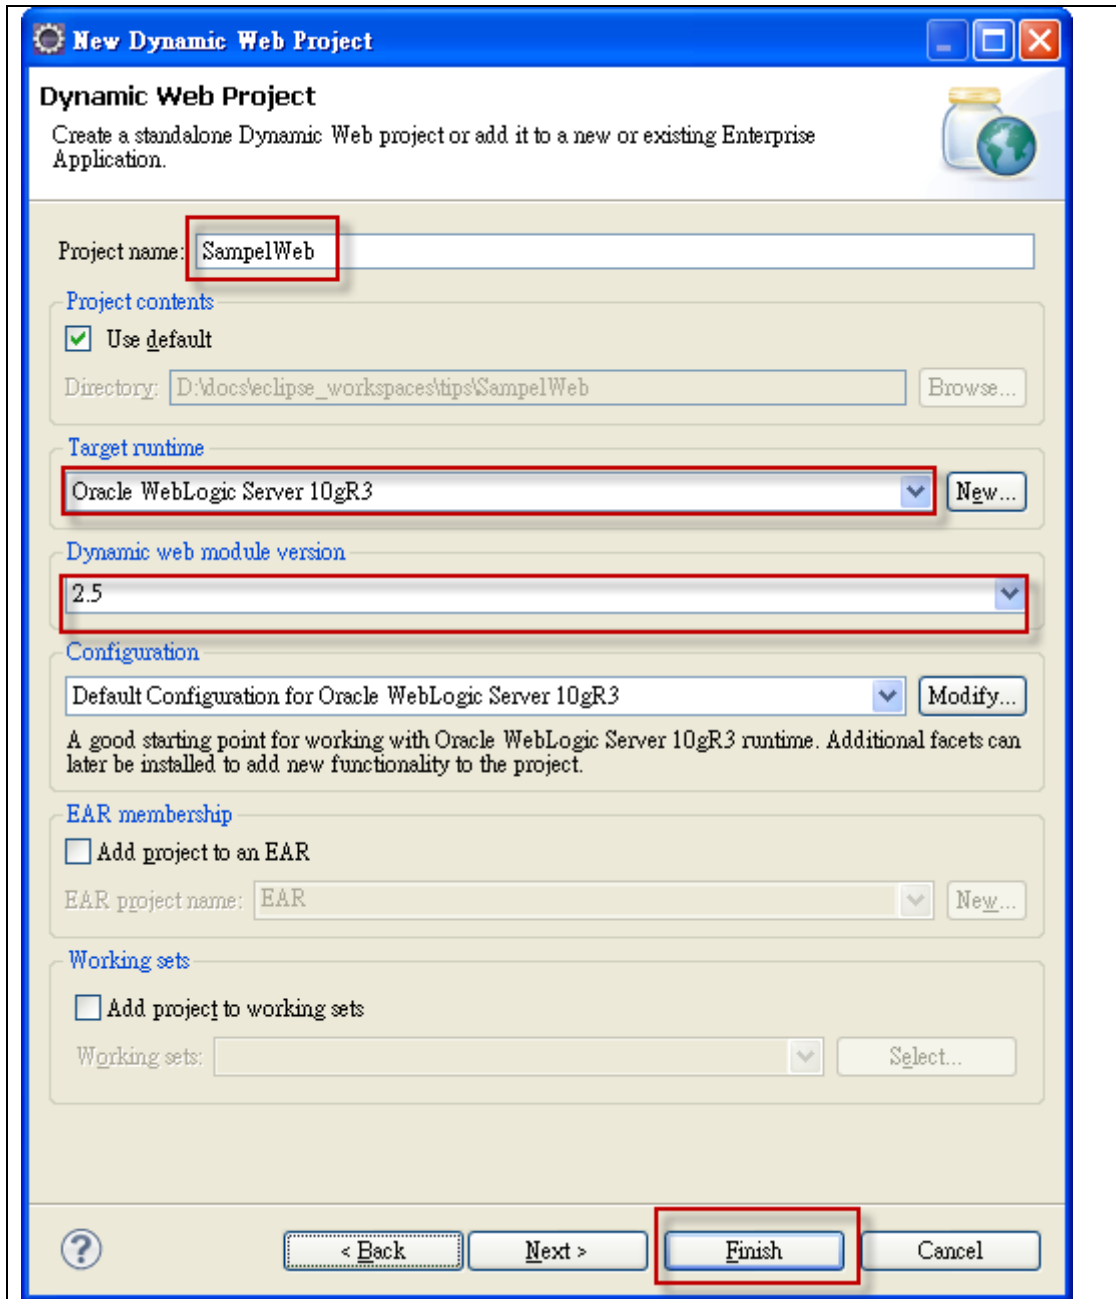 New Dynamic Web Project
Dynamic Web Project
Create a standalone Dynamic Web project or add it to a new or existing Enterprise
Application.
Project name: SampelWeb
Project contents
Use default
Directory: D:\docs\eclipse_workspaces\tips\SampelWeb Browse...
Target runtime
Oracle WebLogic Server 10gR3 New...
Dynamic web module version
2.5
Configuration
Default Configuration for Oracle WebLogic Server 10gR3 Modify...
A good starting point for working with Oracle WebLogic Server 10gR3 runtime. Additional facets can
later be installed to add new functionality to the project.
EAR membership
Add project to an EAR
EAR project name: EAR New...
Working sets
Add project to working sets
Working sets: Select...
? < Back Next > Finish Cancel